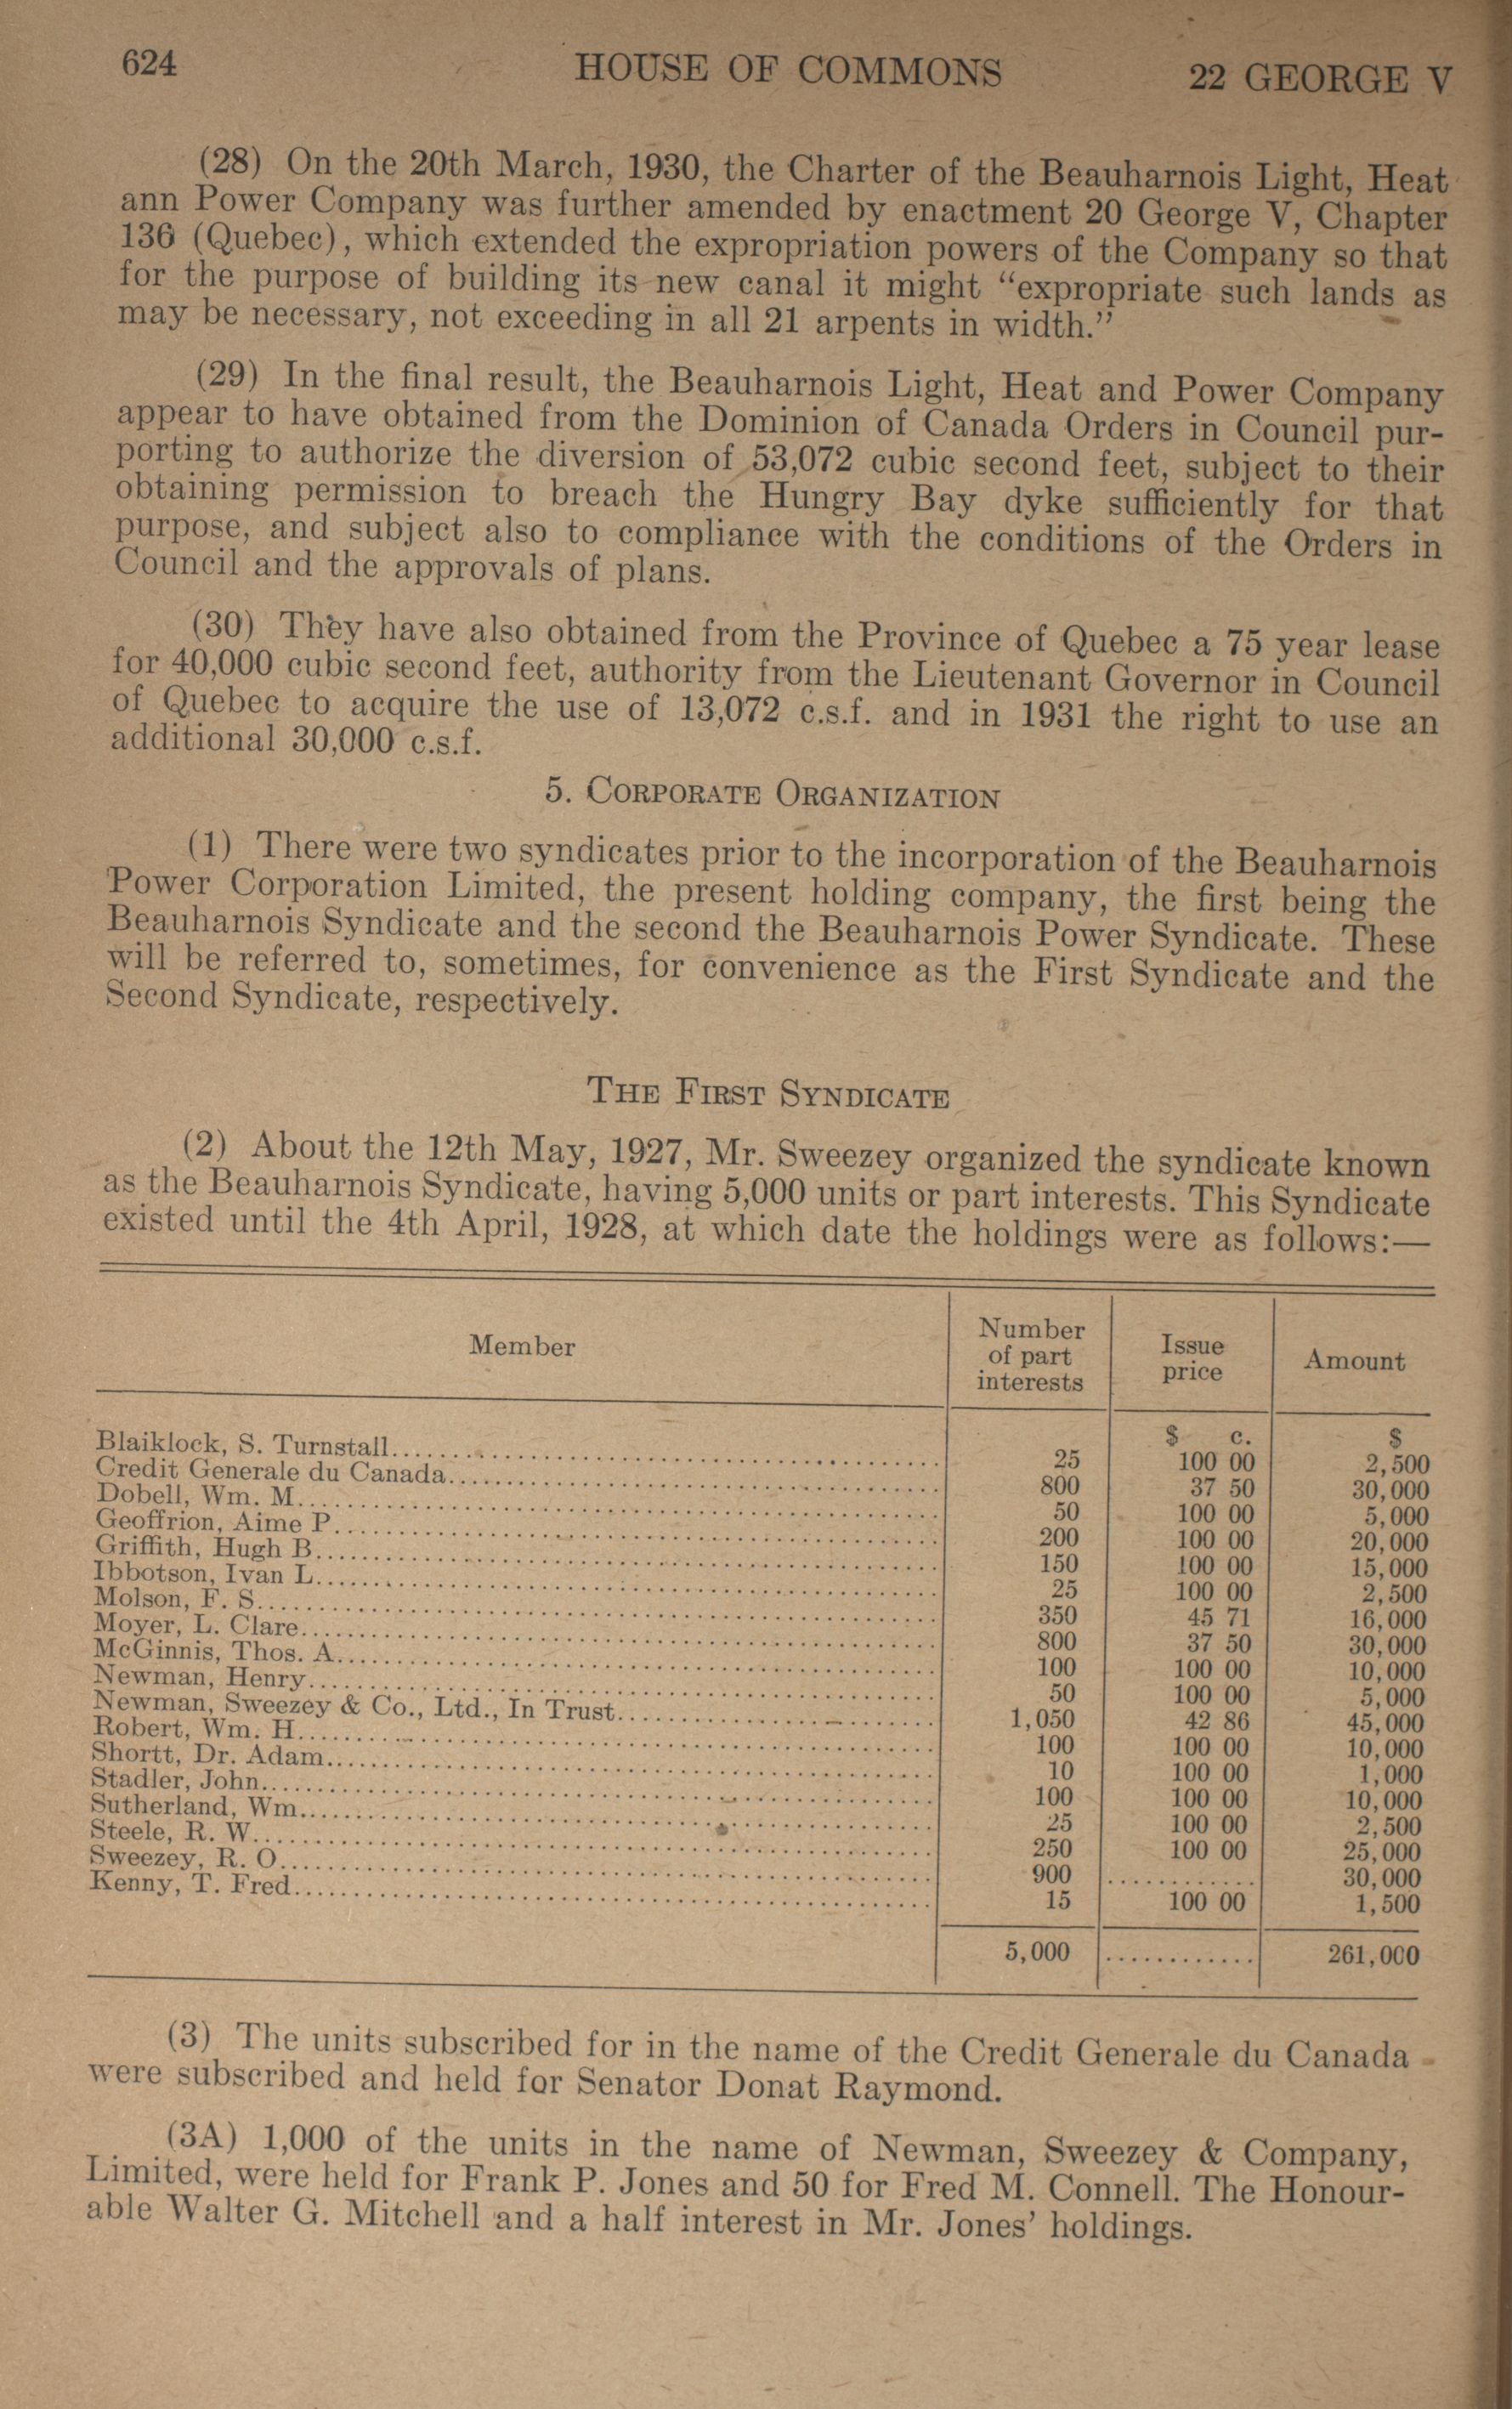 624 HOUSE OF COMMONS 22 GEORGE V
(28) On the 20th March, 1930, the Charter of the Beauharnois Light, Heat
ann Power Company was further amended by enactment 20 George V, Chapter
136 (Quebec), which extended the expropriation powers of the Company so that
for the purpose of building its new canal it might “expropriate such lands as
may be necessary, not exceeding in all 21 arpents in width.”
(29) In the final result, the Beauharnois Light, Heat and Power Company
appear to have obtained from the Dominion of Canada Orders in Council pur-
porting to authorize the diversion of 53,072 cubic second feet, subject to their
obtaining permission to breach the Hungry Bay dyke sufficiently for that
purpose, and subject also to compliance with the conditions of the Orders in
Council and the approvals of plans.
(30) They have also obtained from the Province of Quebec a 75 year lease
for 40,000 cubic second feet, authority from the Lieutenant Governor in Council
of Quebec to acquire the use of 13,072 c.s.f. and in 1931 the right to use an
additional 30,000 c.s.f.
5. CORPORATE ORGANIZATION
(1) There were two syndicates prior to the incorporation of the Beauharnois
Power Corporation Limited, the present holding company, the first being the
Beauharnois Syndicate and the second the Beauharnois Power Syndicate. These
will be referred to, sometimes, for convenience as the First Syndicate and the
Second Syndicate, respectively.
THE FIRST SYNDICATE
(2) About the 12th May, 1927, Mr. Sweezey organized the syndicate known
as the Beauharnois Syndicate, having 5,000 units or part interests. This Syndicate
existed until the 4th April, 1928, at which date the holdings were as follows:—
Member
Number
of part
interests
Issue
price
Amount
$ c. $
Blaiklock, S. Turnstall 25 100 00 2,500
Credit Generale du Canada 800 37 50 30,000
Dobell, Wm. M. 50 100 00 5,000
Geoffrion, Aime P. 200 100 00 20,000
Griffith, Hugh B. 150 100 00 15,000
Ibbotson, Ivan L. 25 100 00 2,500
Molson, F. S. 350 45 71 16,000
Moyer, L. Clare 800 37 50 30,000
McGinnis, Thos. A. 100 100 00 10,000
Newman, Henry 50 100 00 5,000
Newman, Sweezey & Co., Ltd., In Trust 1,050 42 86 45,000
Robert, Wm. H. 100 100 00 10,000
Shortt, Dr. Adam 10 100 00 1,000
Stadler, John 100 100 00 10,000
Sutherland, Wm. 25 100 00 2,500
Steele, R. W. 250 100 00 25,000
Sweezey, R. O. 900 ............ 30,000
Kenny, T. Fred 15 100 00 1,500
5,000 ............ 261,000
(3) The units subscribed for in the name of the Credit Generale du Canada
were subscribed and held for Senator Donat Raymond.
(3A) 1,000 of the units in the name of Newman, Sweezey & Company,
Limited, were held for Frank P. Jones and 50 for Fred M. Connell. The Honour-
able Walter G. Mitchell and a half interest in Mr. Jones’ holdings.